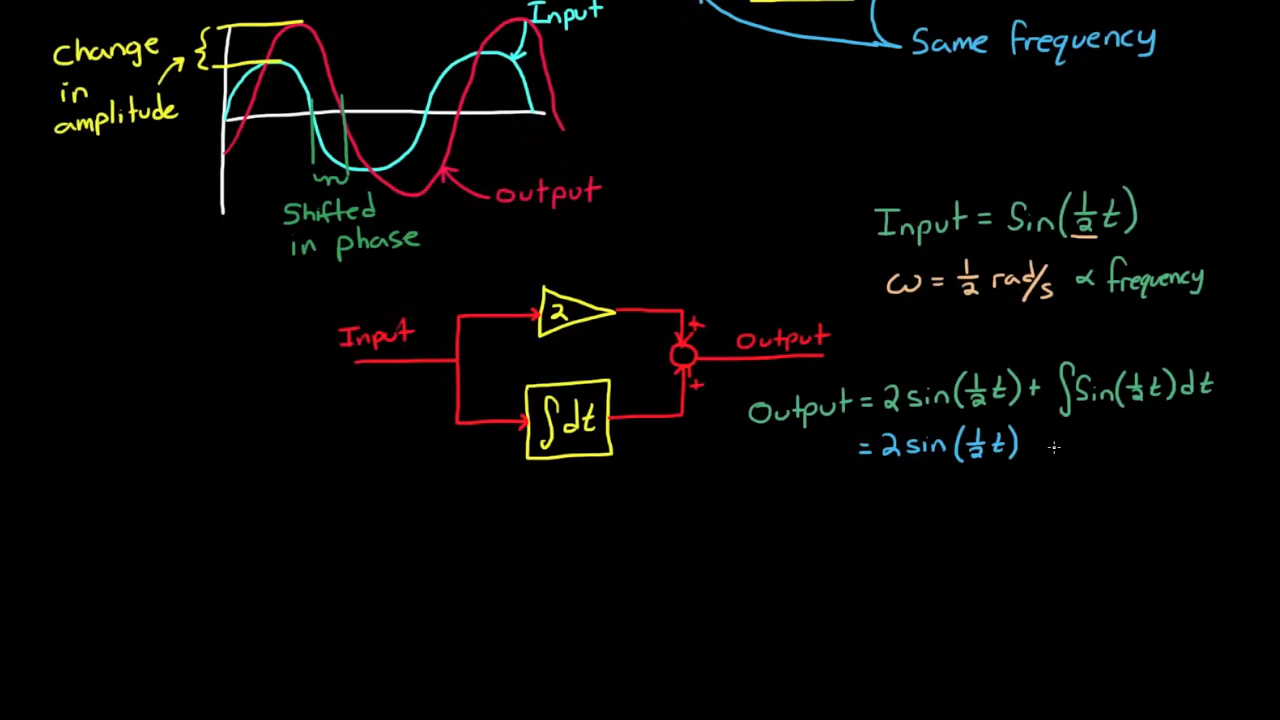 Input
Change
in
amplitude
Same frequency
Output
Shifted
in phase
Input = Sin(½t)
ω = ½ rad/s ∝ frequency
Input
2
+
Output
+
∫dt
Output = 2sin(½t) + ∫Sin(½t)dt
= 2sin(½t)